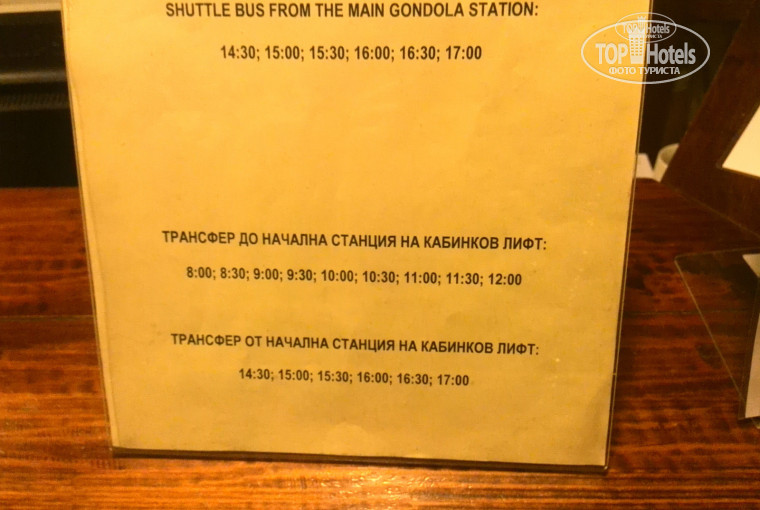 SHUTTLE BUS FROM THE MAIN GONDOLA STATION:
14:30; 15:00; 15:30; 16:00; 16:30; 17:00
TOP Hotels
ФОТО ТУРИСТА
ТРАНСФЕР ДО НАЧАЛНА СТАНЦИЯ НА КАБИНКОВ ЛИФТ:
8:00; 8:30; 9:00; 9:30; 10:00; 10:30; 11:00; 11:30; 12:00
ТРАНСФЕР ОТ НАЧАЛНА СТАНЦИЯ НА КАБИНКОВ ЛИФТ:
14:30; 15:00; 15:30; 16:00; 16:30; 17:00